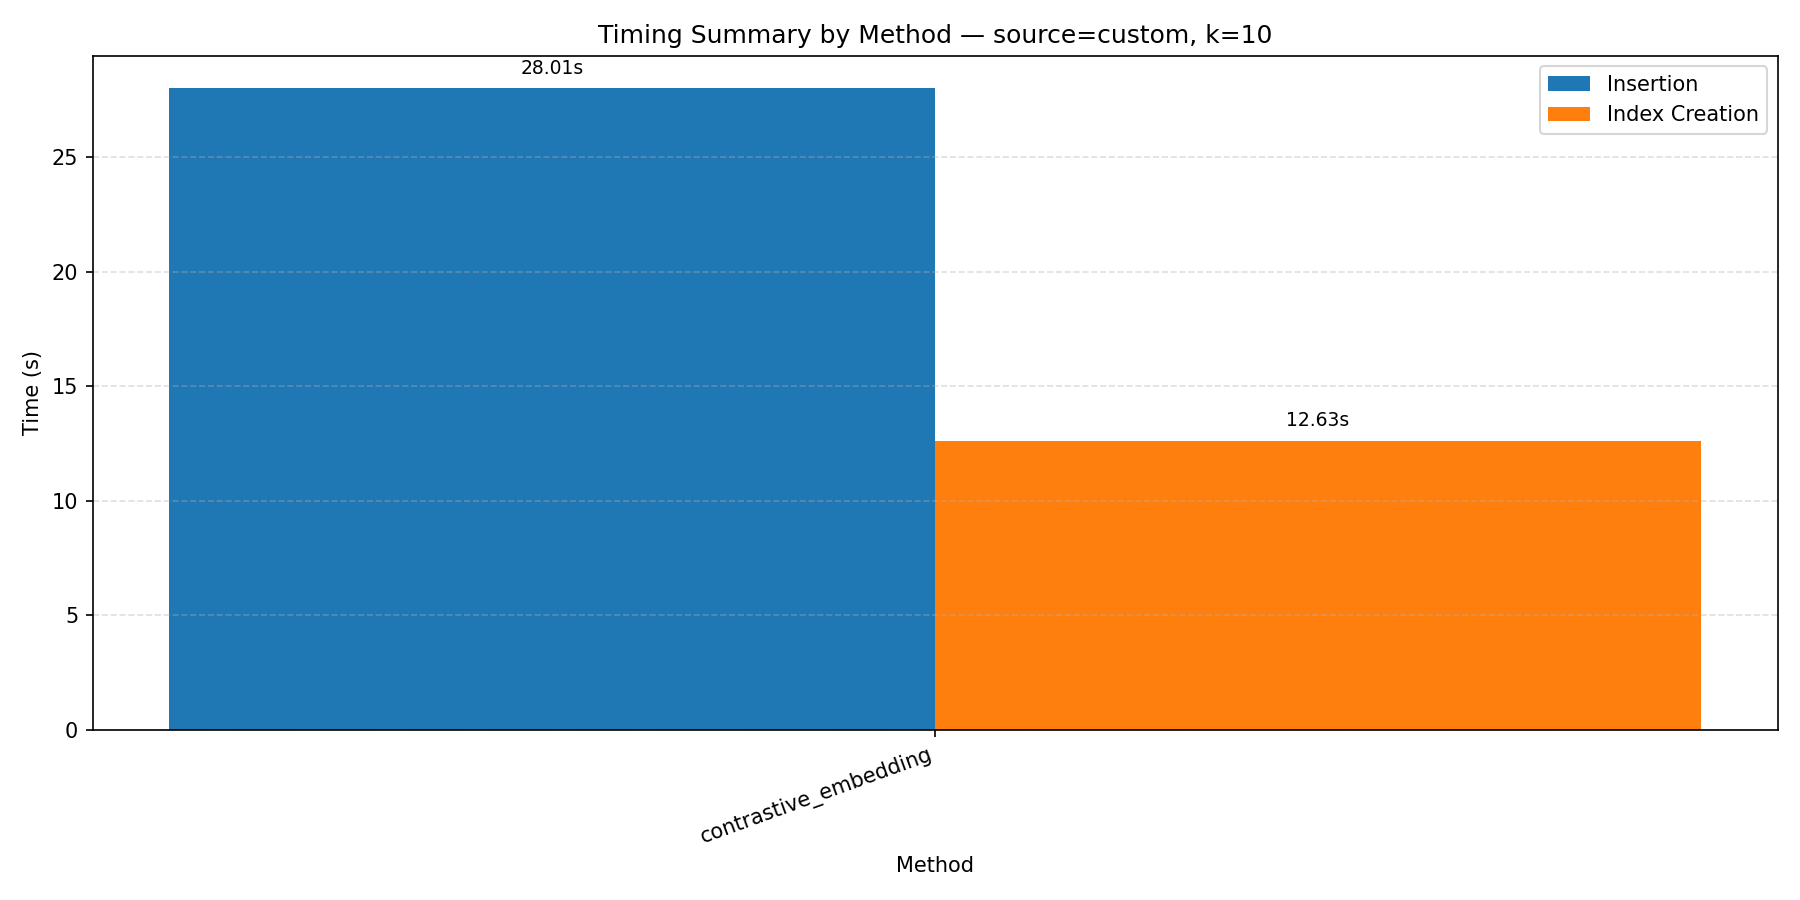 Timing Summary by Method — source=custom, k=10
28.01s
Insertion
Index Creation
25
20
15
12.63s
10
5
0
Time (s)
contrastive_embedding
Method